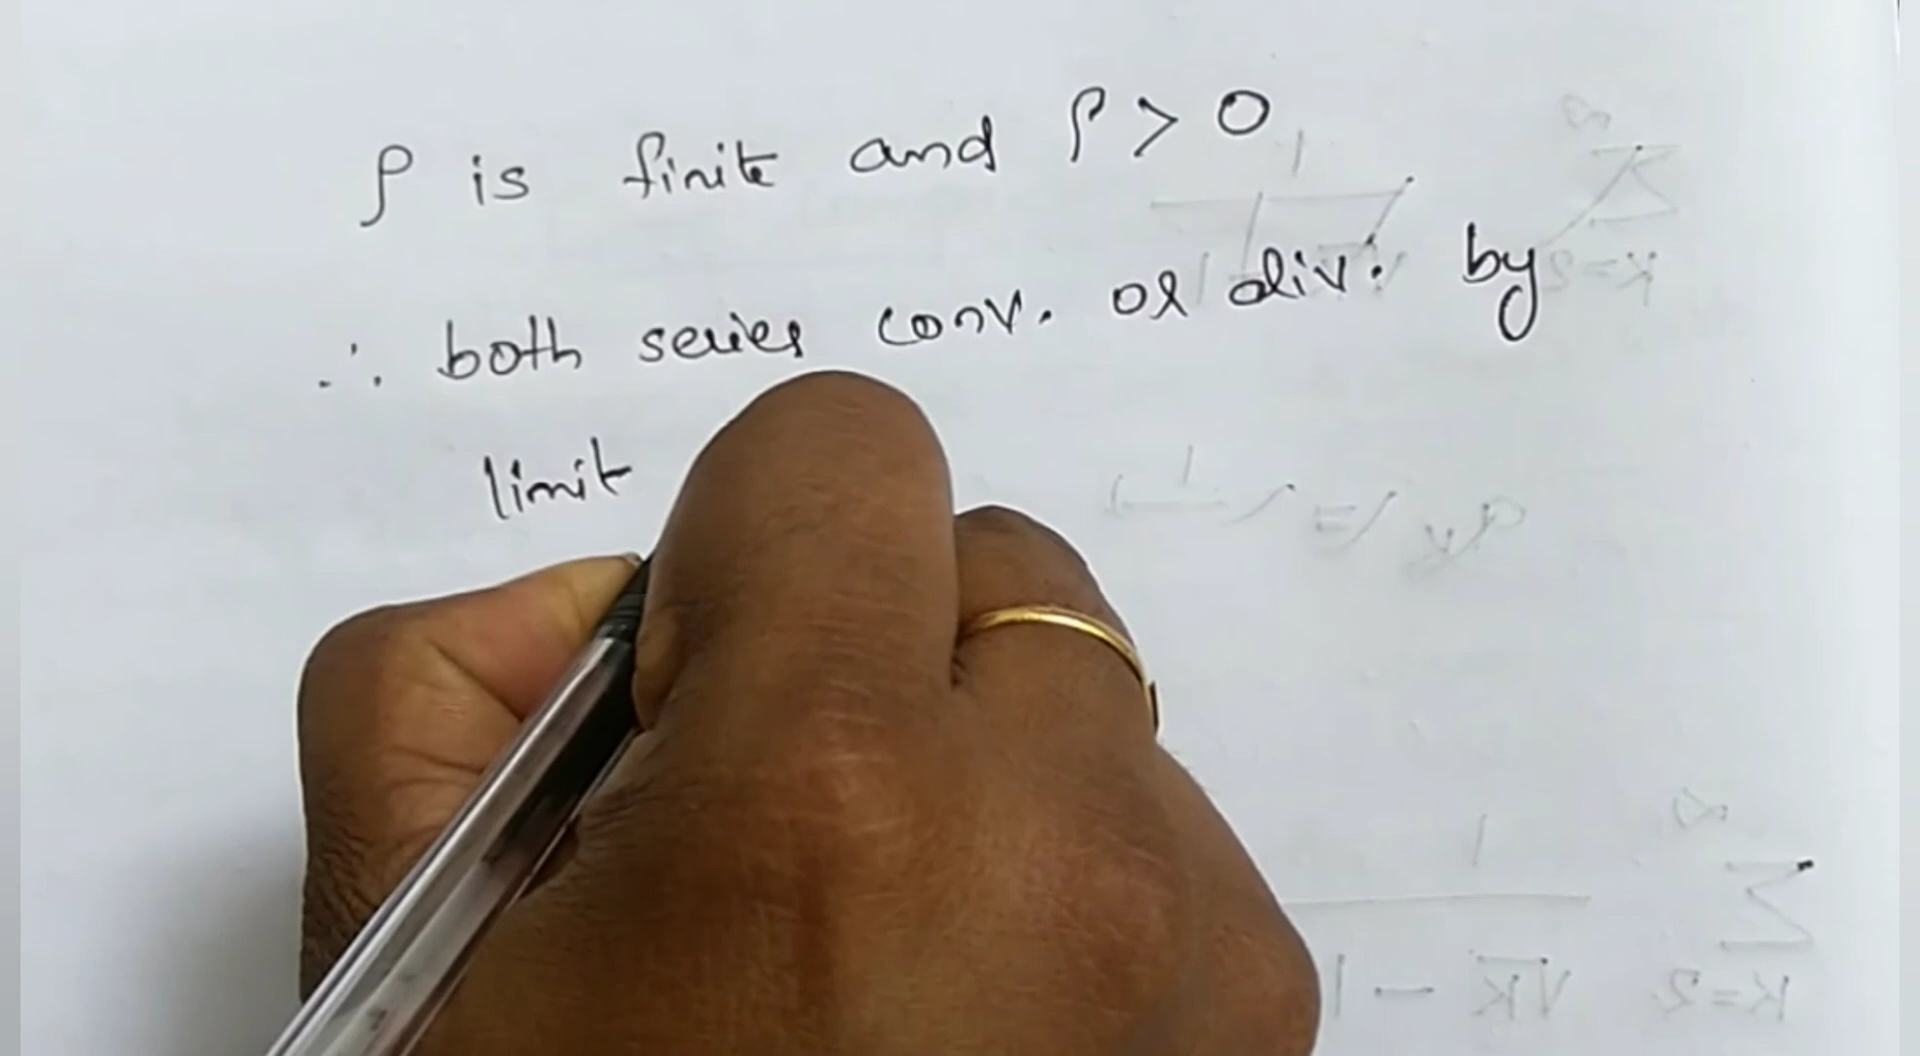 ρ is finite and ρ > 0
∴ both series conv. or div. by
limit